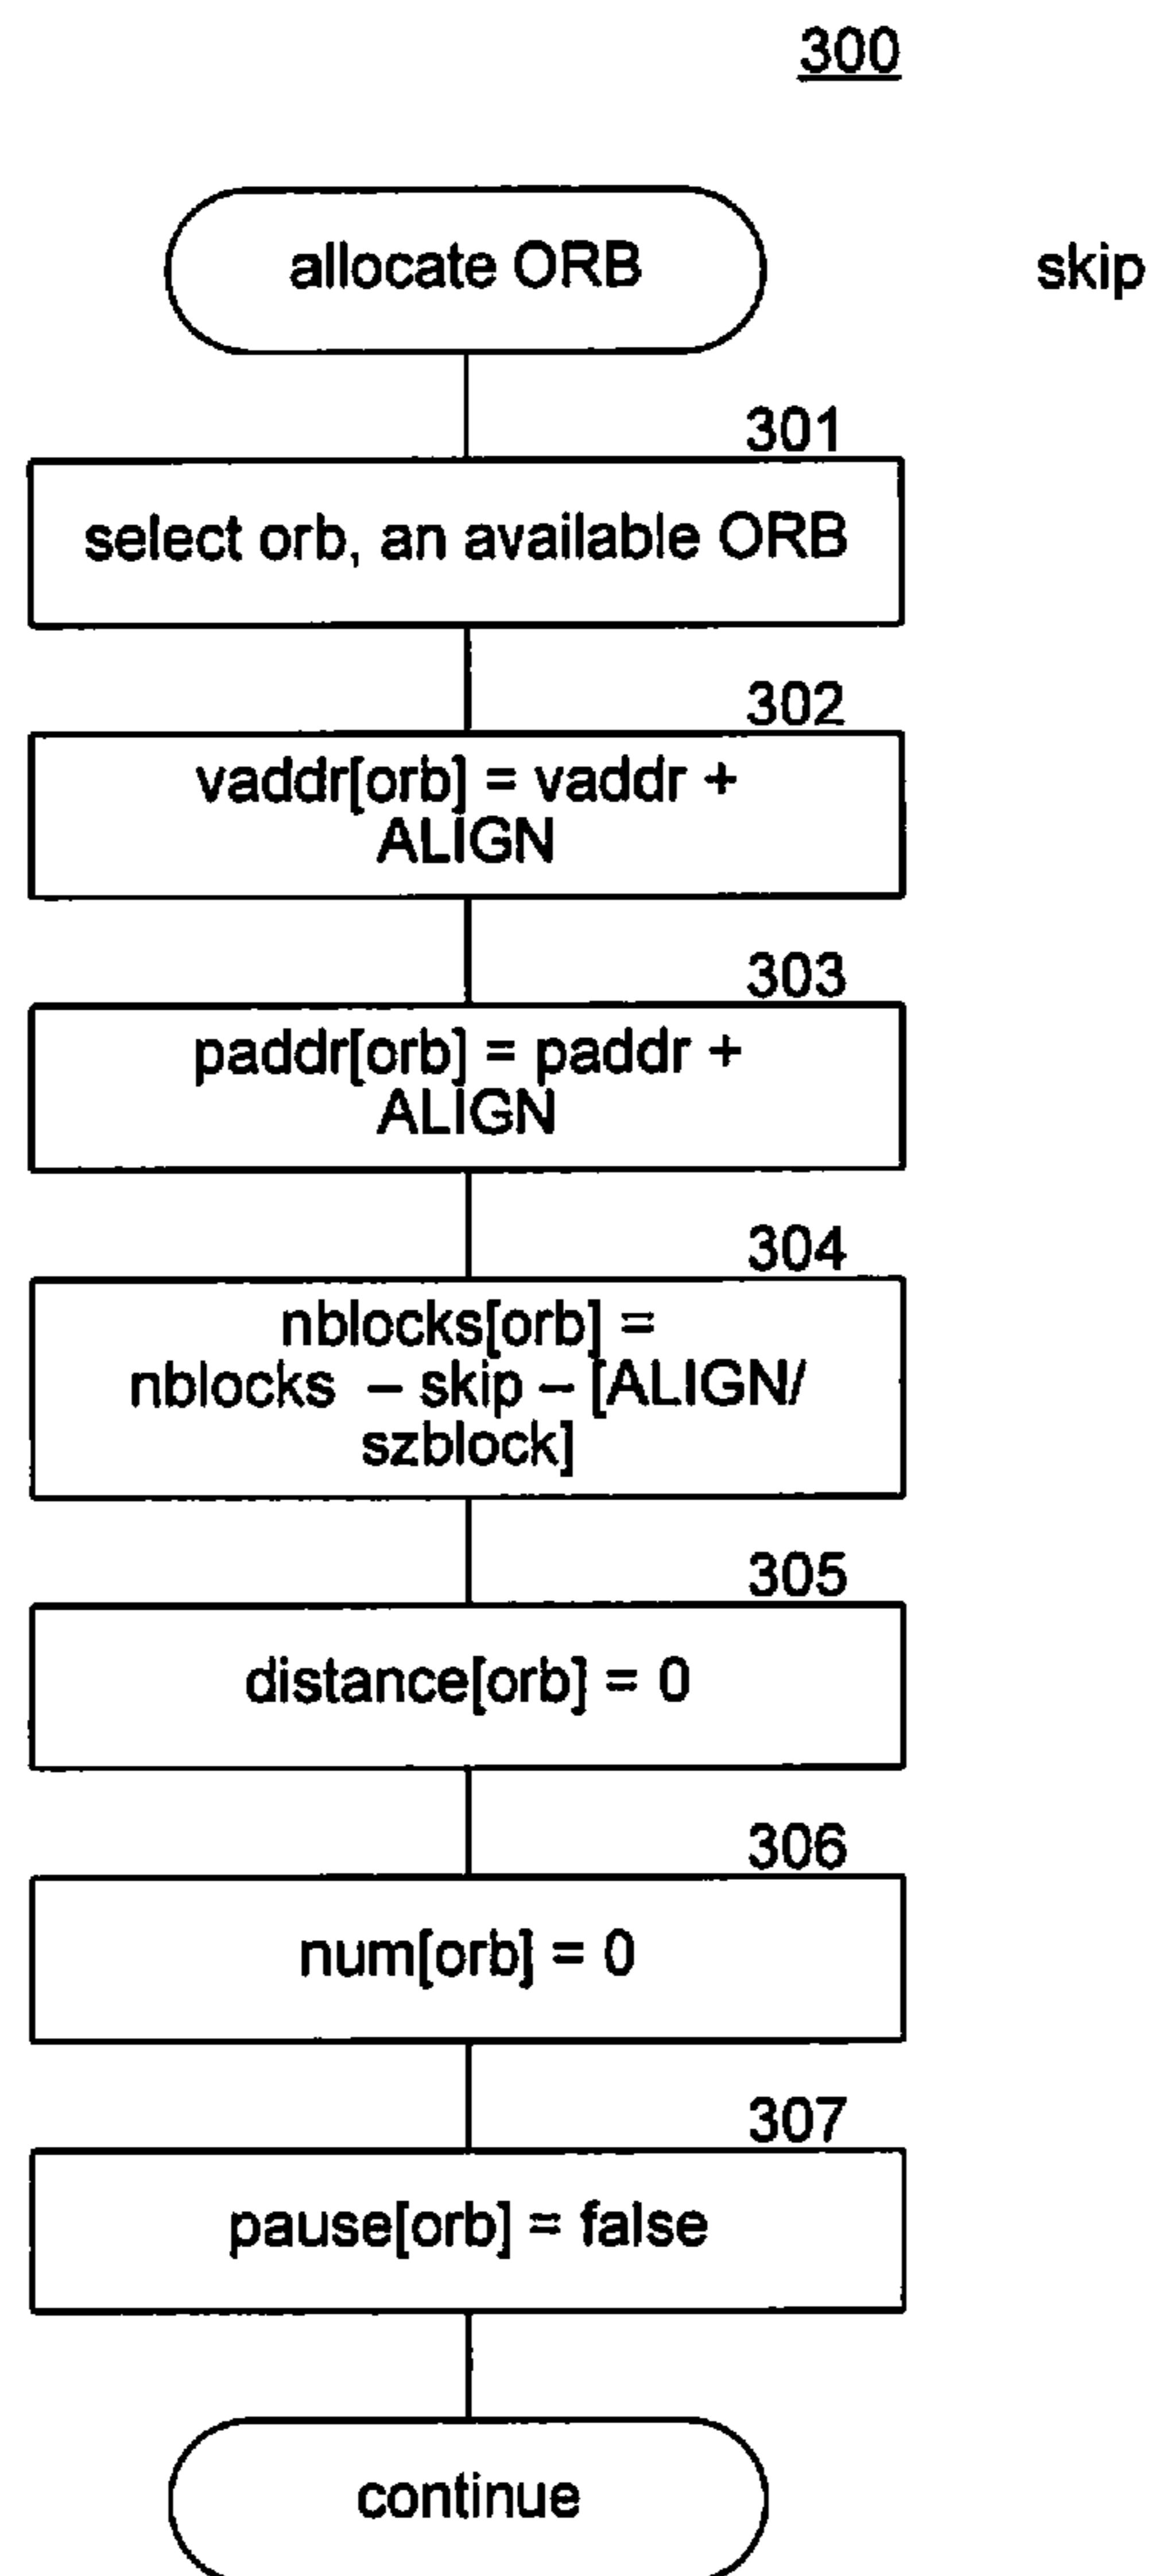 300
allocate ORB
skip
301
select orb, an available ORB
302
vaddr[orb] = vaddr +
ALIGN
303
paddr[orb] = paddr +
ALIGN
304
nblocks[orb] =
nblocks – skip – [ALIGN/
szblock]
305
distance[orb] = 0
306
num[orb] = 0
307
pause[orb] = false
continue